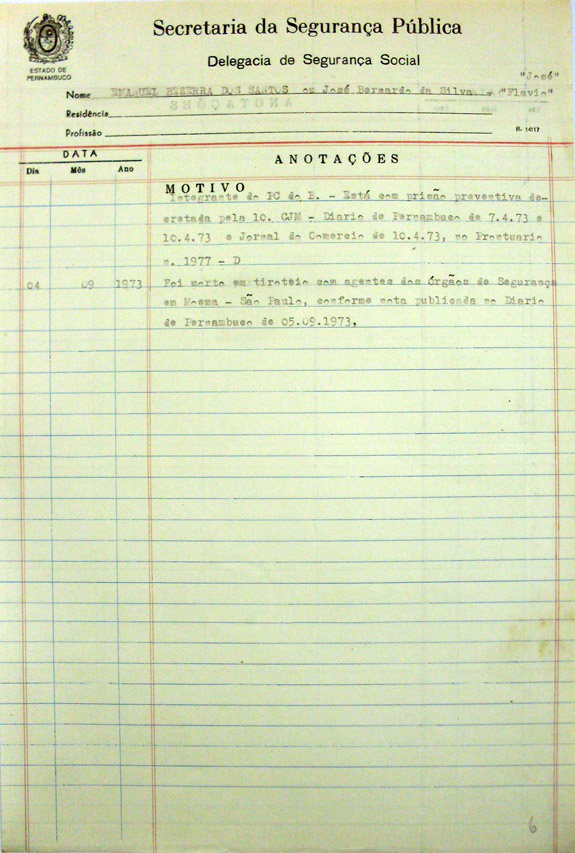 Secretaria da Segurança Pública
Delegacia de Segurança Social
ESTADO DE
PERNAMBUCO
"José"
Nome EMANUEL BEZERRA DOS SANTOS ou José Bernardo da Silva "Flavio"
ANOTAÇÕES
Residência
Profissão
R. 14117
DATA
ANOTAÇÕES
Dia Mês Ano
MOTIVO
Integrante do PC do B. - Está com prisão preventiva de-
cretada pela 10. CJM - Diario de Pernambuco de 7.4.73 e
10.4.73 e Jornal do Comercio de 10.4.73, no Prontuario
n. 1977 - D
04 09 1973 Foi morto em tiroteio com agentes dos Órgãos de Segurança
em Moema - São Paulo, conforme nota publicada no Diario
de Pernambuco de 05.09.1973,
6